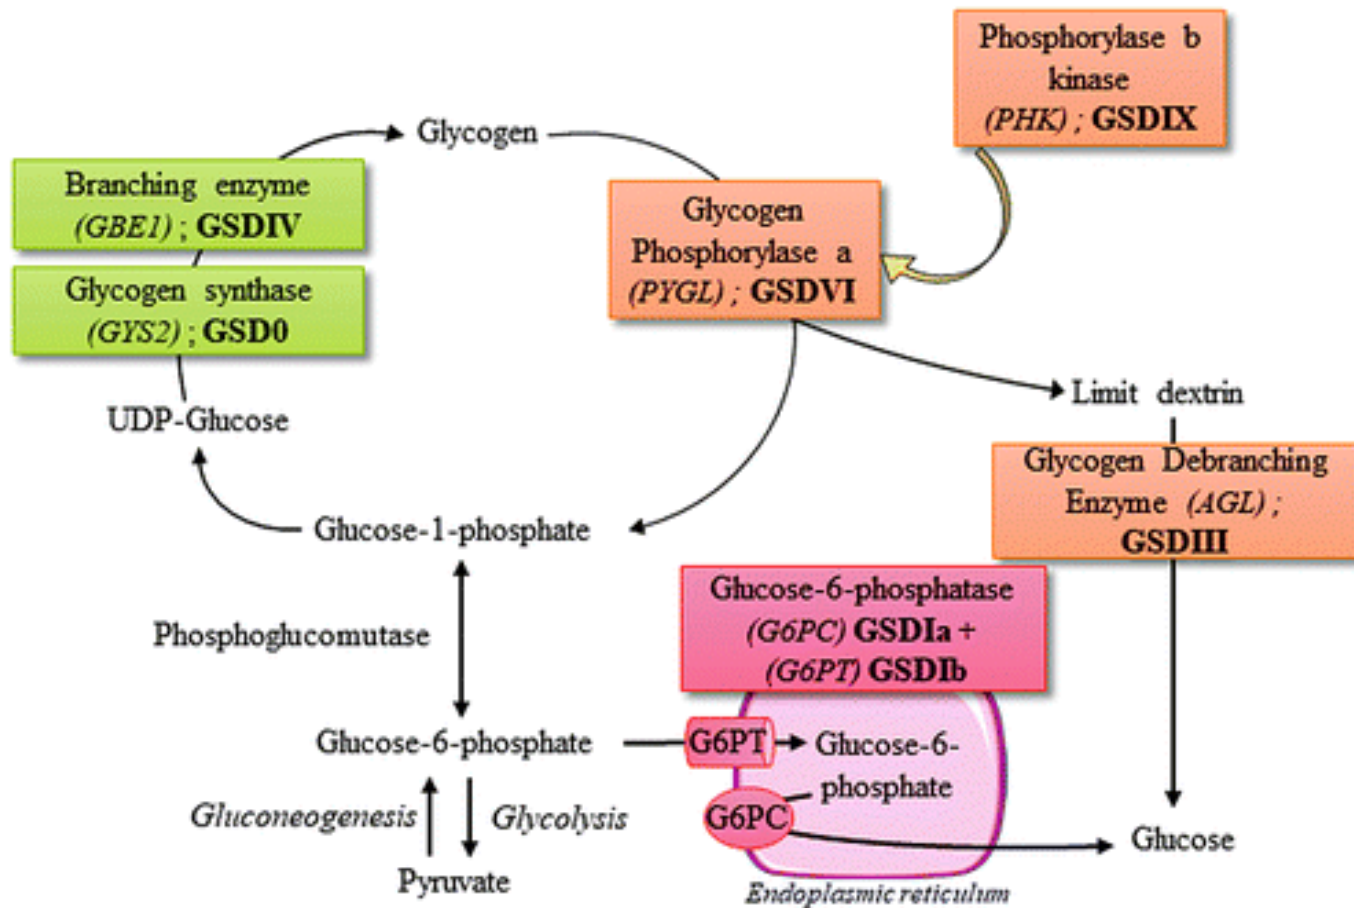 Phosphorylase b
kinase
(PHK) ; GSDIX
Glycogen
Branching enzyme
(GBE1) ; GSDIV
Glycogen
Phosphorylase a
(PYGL) ; GSDVI
Glycogen synthase
(GYS2) ; GSD0
UDP-Glucose
Limit dextrin
Glycogen Debranching
Enzyme (AGL) ;
GSDIII
Glucose-1-phosphate
Glucose-6-phosphatase
(G6PC) GSDIa +
(G6PT) GSDIb
Phosphoglucomutase
Glucose-6-phosphate
G6PT
Glucose-6-
phosphate
Gluconeogenesis
Glycolysis
G6PC
Glucose
Pyruvate
Endoplasmic reticulum